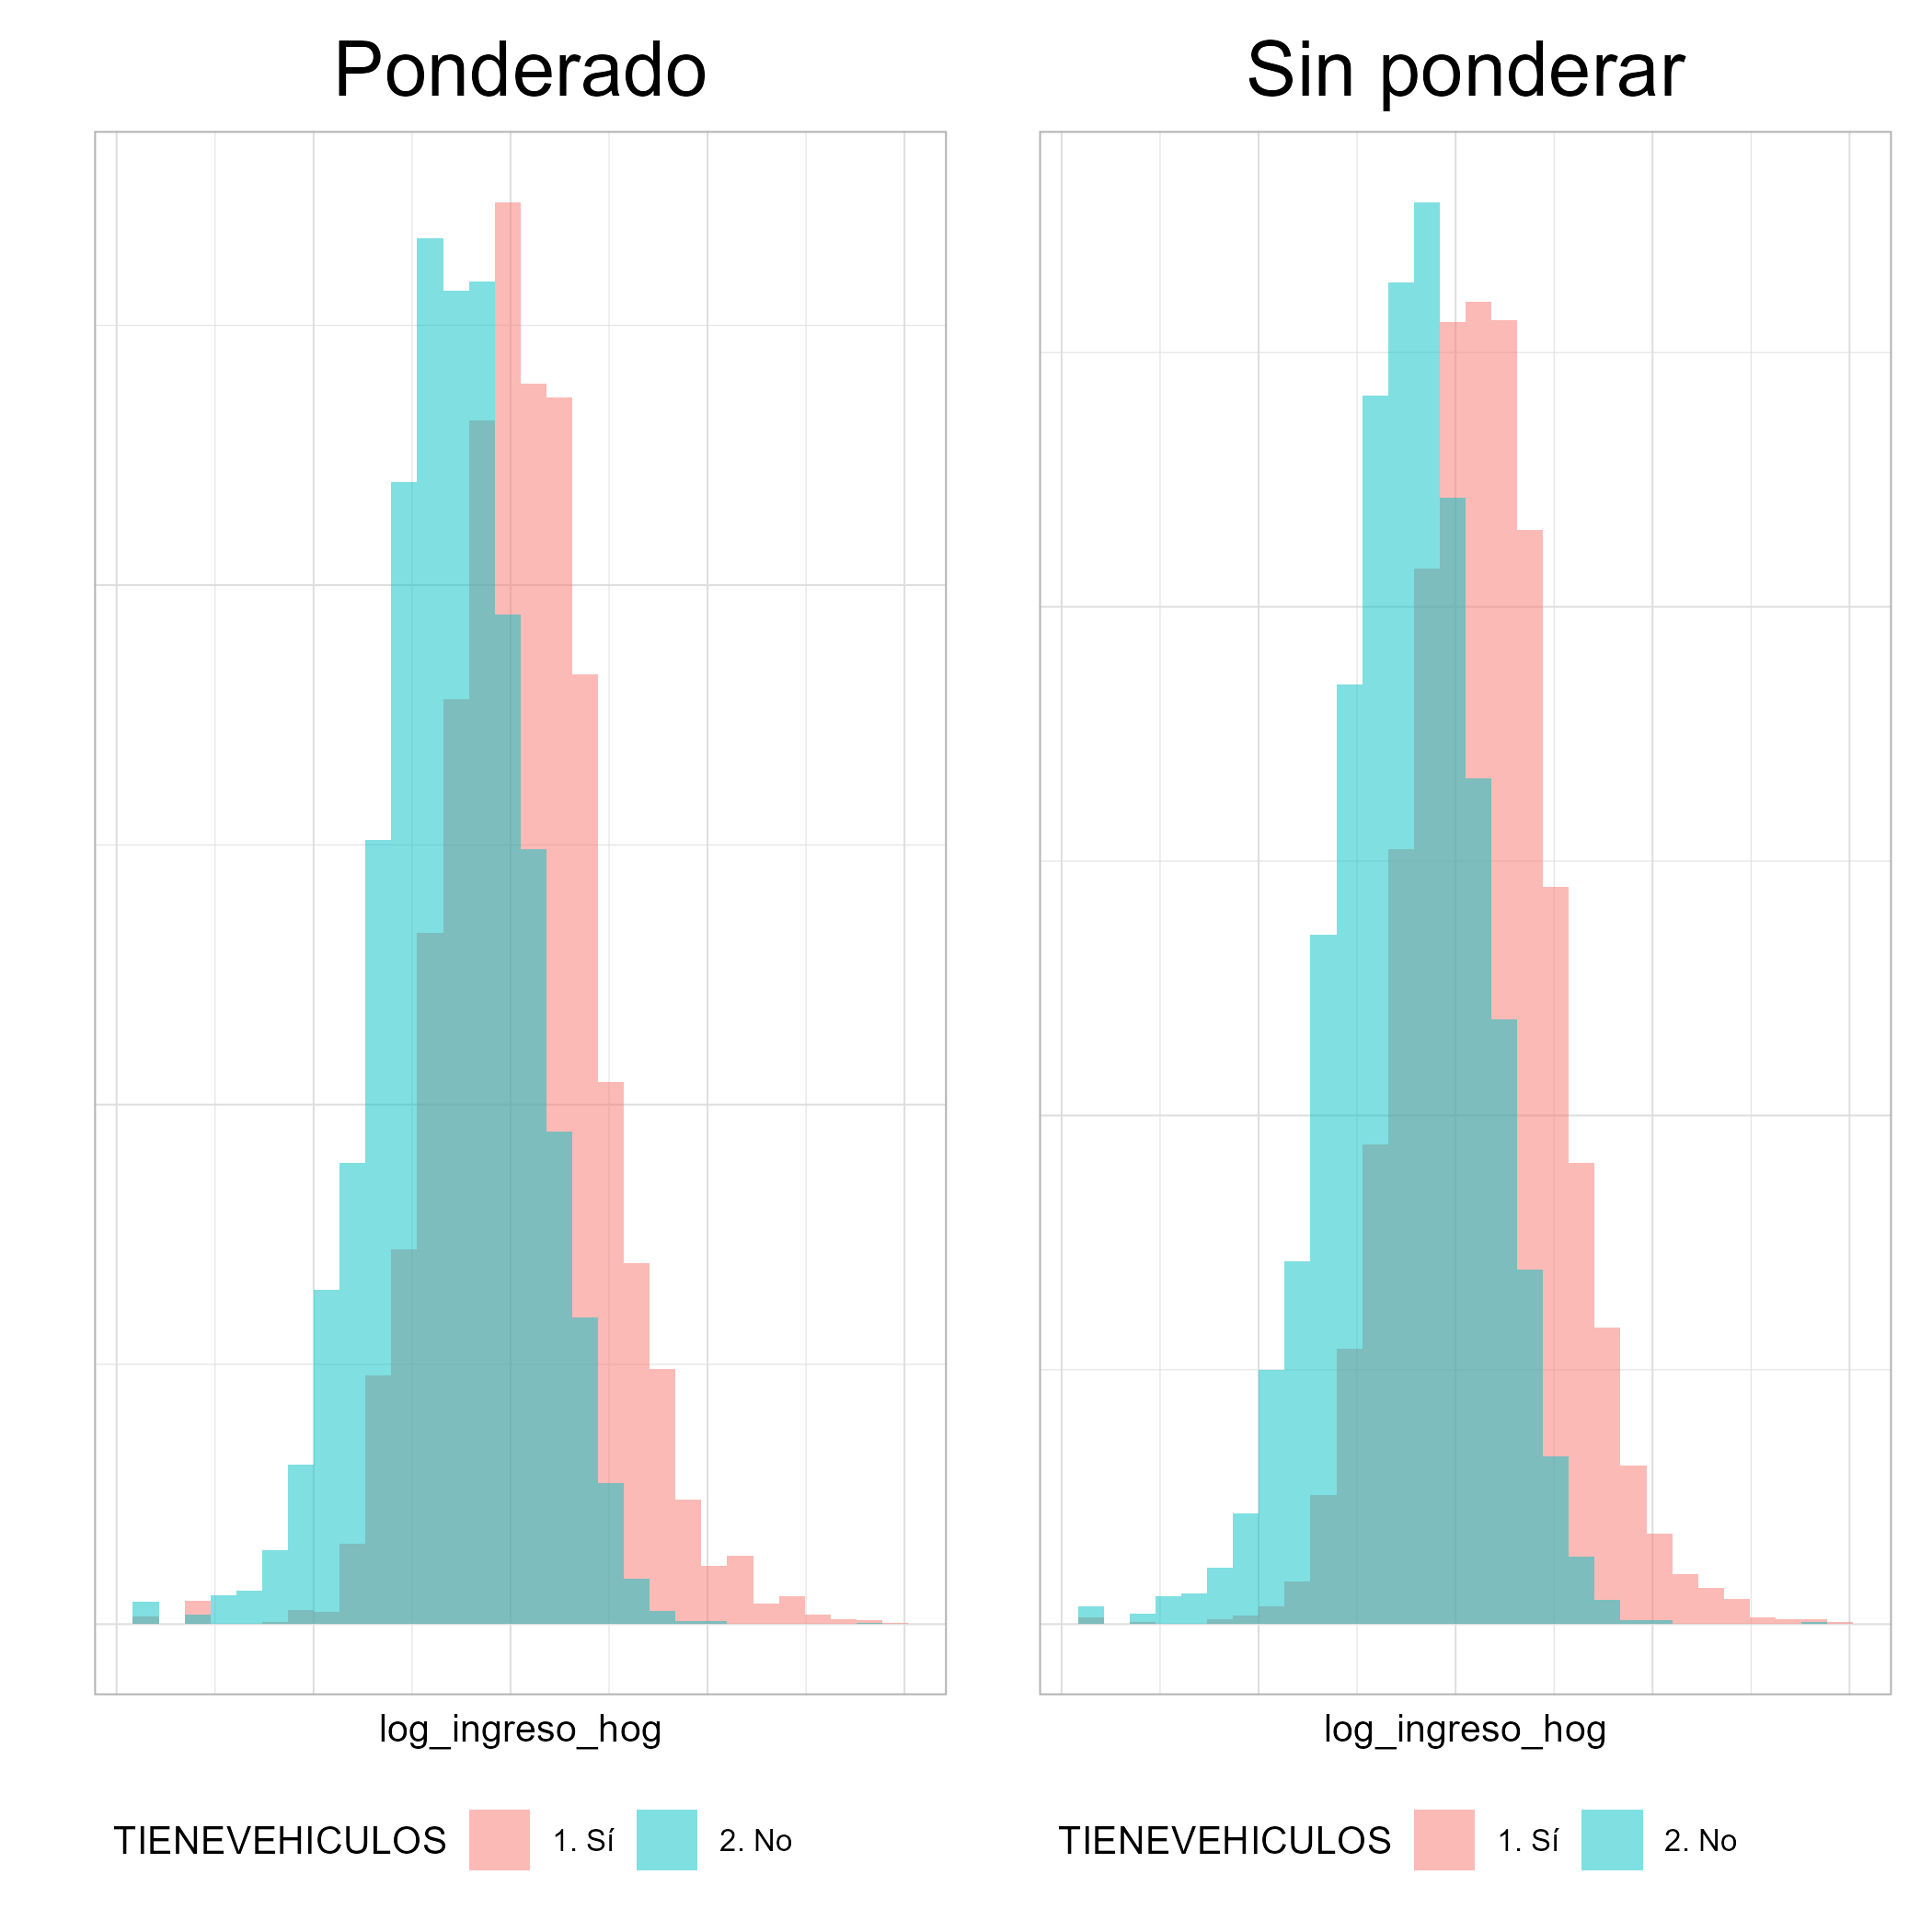 Ponderado
log_ingreso_hog
TIENEVEHICULOS 1. Sí 2. No
Sin ponderar
log_ingreso_hog
TIENEVEHICULOS 1. Sí 2. No